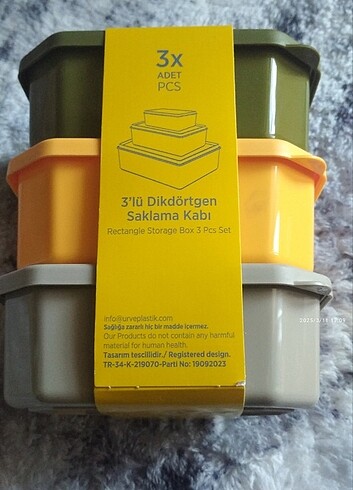 3x
ADET
PCS
3'lü Dikdörtgen
Saklama Kabı
Rectangle Storage Box 3 Pcs Set
info@urveplastik.com
Sağlığa zararlı hiç bir madde içermez.
Our Products do not contain any harmful
material for human health.
Tasarım tescillidir./ Registered design.
TR-34-K-219070-Parti No: 19092023